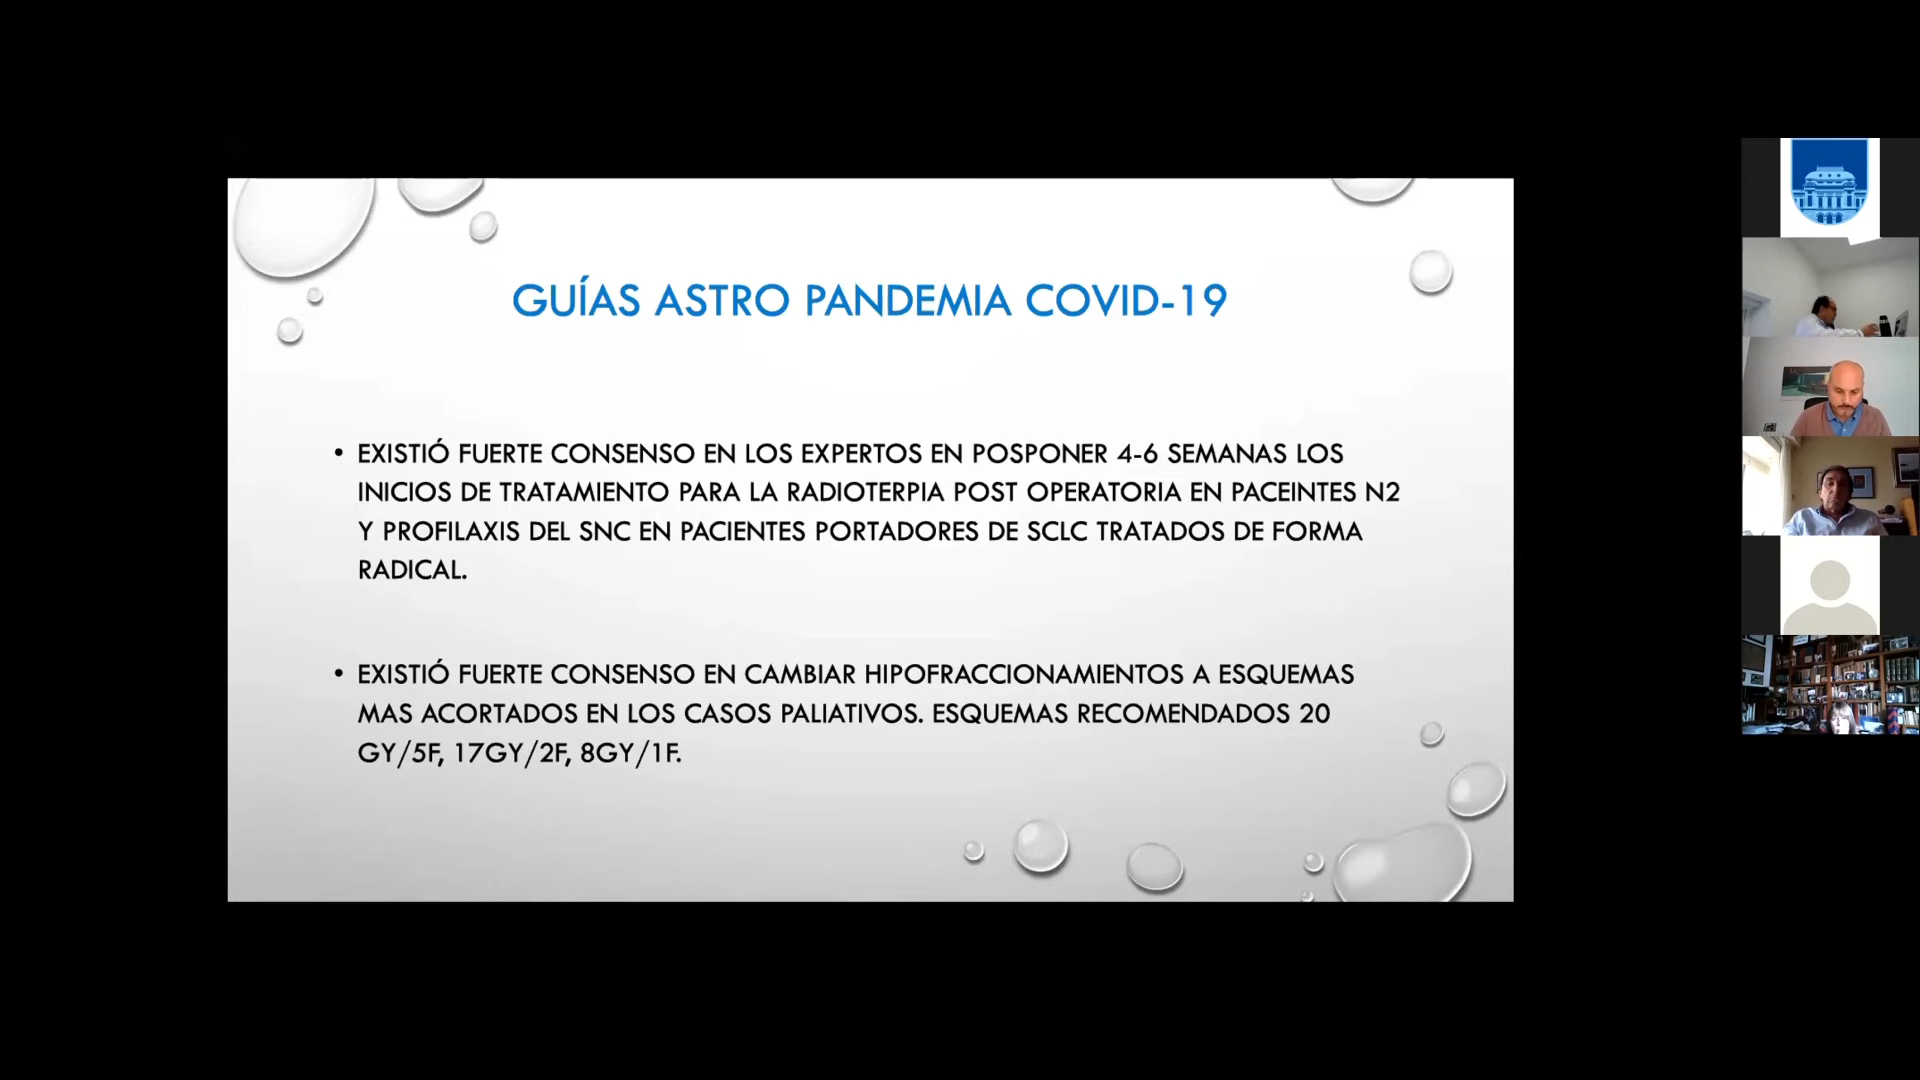 GUÍAS ASTRO PANDEMIA COVID-19
• EXISTIÓ FUERTE CONSENSO EN LOS EXPERTOS EN POSPONER 4-6 SEMANAS LOS
INICIOS DE TRATAMIENTO PARA LA RADIOTERPIA POST OPERATORIA EN PACEINTES N2
Y PROFILAXIS DEL SNC EN PACIENTES PORTADORES DE SCLC TRATADOS DE FORMA
RADICAL.
• EXISTIÓ FUERTE CONSENSO EN CAMBIAR HIPOFRACCIONAMIENTOS A ESQUEMAS
MAS ACORTADOS EN LOS CASOS PALIATIVOS. ESQUEMAS RECOMENDADOS 20
GY/5F, 17GY/2F, 8GY/1F.